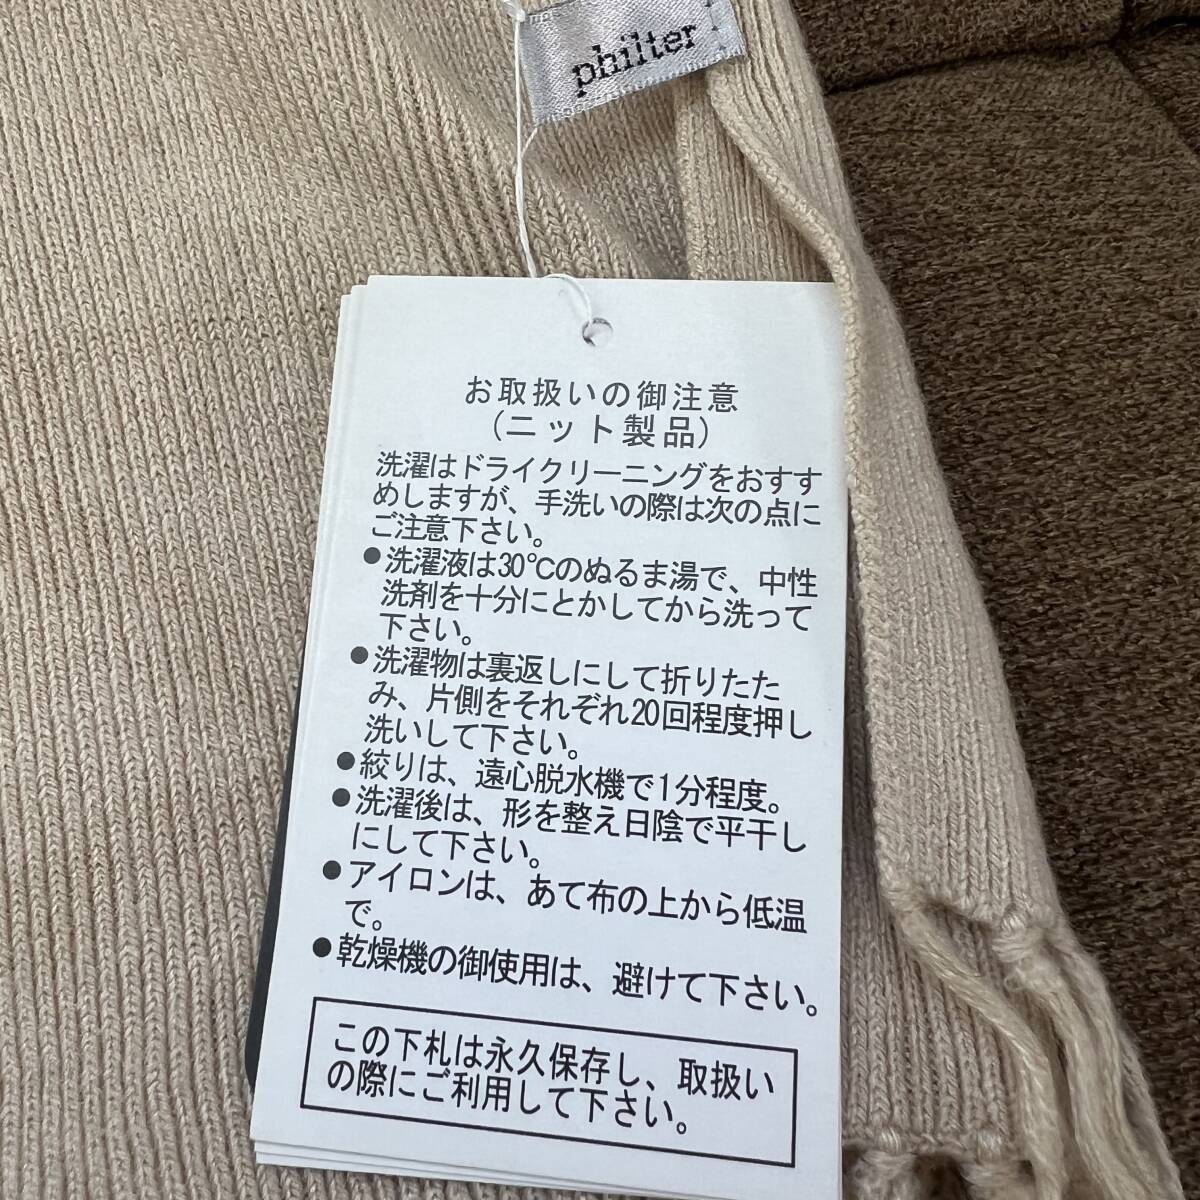 philter
お取扱いの御注意
(ニット製品)
洗濯はドライクリーニングをおすす
めしますが、手洗いの際は次の点に
ご注意下さい。
●洗濯液は30℃のぬるま湯で、中性
洗剤を十分にとかしてから洗って
下さい。
●洗濯物は裏返しにして折りたた
み、片側をそれぞれ20回程度押し
洗いして下さい。
●絞りは、遠心脱水機で1分程度。
●洗濯後は、形を整え日陰で平干し
にして下さい。
●アイロンは、あて布の上から低温
で。
●乾燥機の御使用は、避けて下さい。
この下札は永久保存し、取扱い
の際にご利用して下さい。